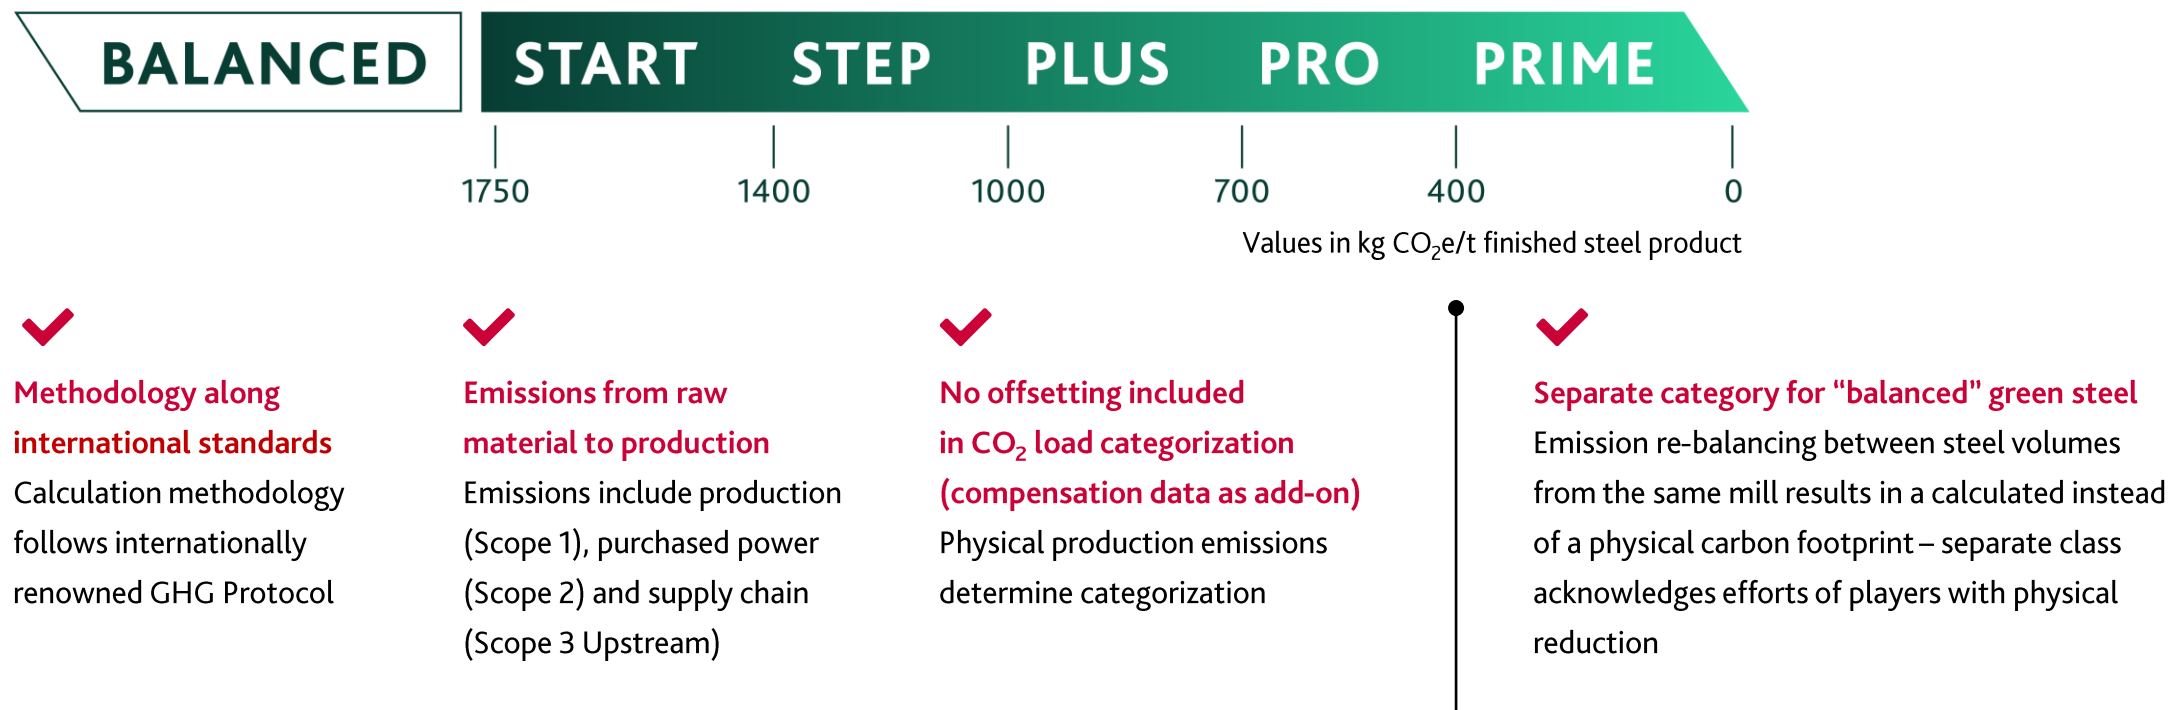 BALANCED START STEP PLUS PRO PRIME
1750 1400 1000 700 400 0
Values in kg CO₂e/t finished steel product
Methodology along
international standards
Calculation methodology
follows internationally
renowned GHG Protocol
Emissions from raw
material to production
Emissions include production
(Scope 1), purchased power
(Scope 2) and supply chain
(Scope 3 Upstream)
No offsetting included
in CO₂ load categorization
(compensation data as add-on)
Physical production emissions
determine categorization
Separate category for “balanced” green steel
Emission re-balancing between steel volumes
from the same mill results in a calculated instead
of a physical carbon footprint – separate class
acknowledges efforts of players with physical
reduction